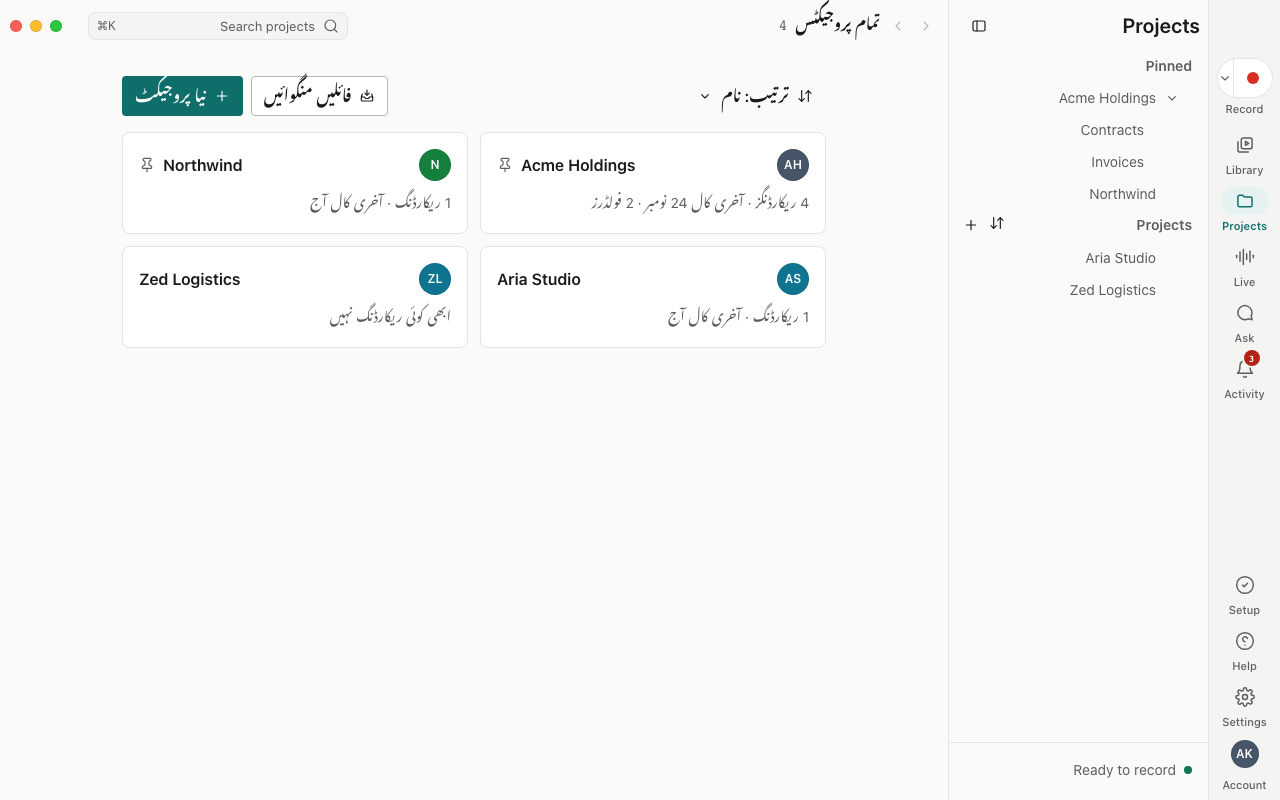 Record
Library
Projects
Live
Ask
3
Activity
Setup
Help
Settings
AK
Account
Projects
Pinned
Acme Holdings
Contracts
Invoices
Northwind
Projects
Aria Studio
Zed Logistics
Ready to record
تمام پروجیکٹس 4
Search projects ⌘K
ترتیب: نام
فائلیں منگوائیں
نیا پروجیکٹ
AH Acme Holdings
4 ریکارڈنگز · آخری کال 24 نومبر · 2 فولڈرز
N Northwind
1 ریکارڈنگ · آخری کال آج
AS Aria Studio
1 ریکارڈنگ · آخری کال آج
ZL Zed Logistics
ابھی کوئی ریکارڈنگ نہیں